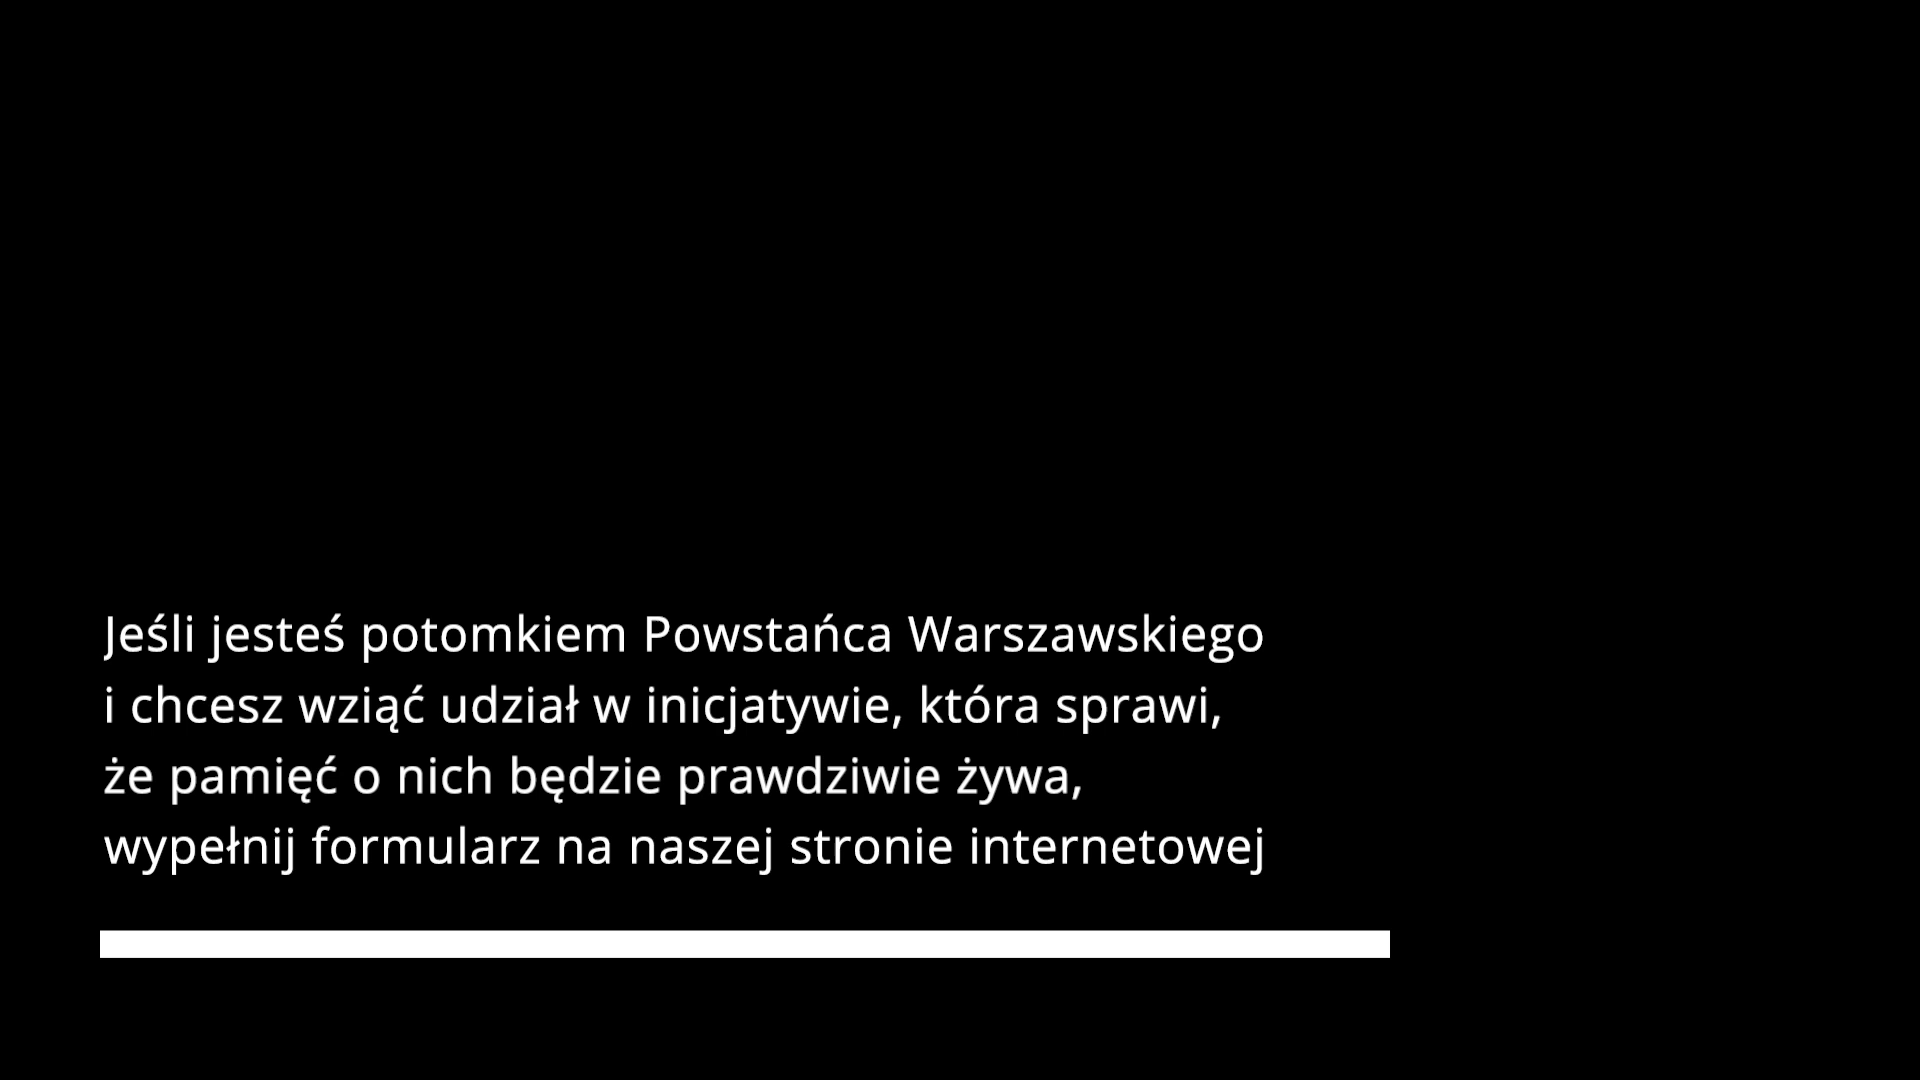 Jeśli jesteś potomkiem Powstańca Warszawskiego
i chcesz wziąć udział w inicjatywie, która sprawi,
że pamięć o nich będzie prawdziwie żywa,
wypełnij formularz na naszej stronie internetowej